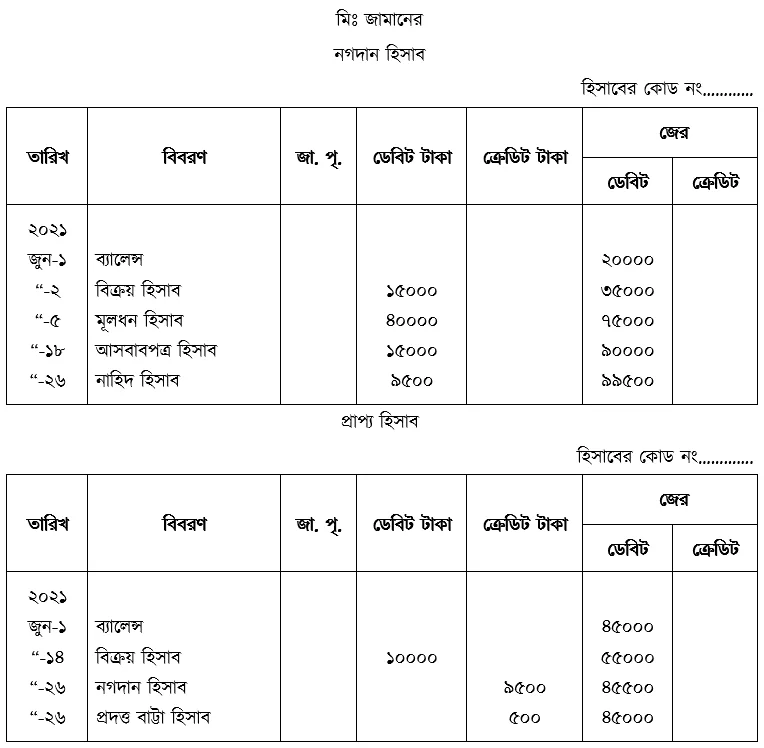 মিঃ জামানের
নগদান হিসাব
হিসাবের কোড নং............
তারিখ বিবরণ জা. পৃ. ডেবিট টাকা ক্রেডিট টাকা জের
ডেবিট ক্রেডিট
২০২১
জুন-১ ব্যালেন্স ২০০০০
“-২ বিক্রয় হিসাব ১৫০০০ ৩৫০০০
“-৫ মূলধন হিসাব ৪০০০০ ৭৫০০০
“-১৮ আসবাবপত্র হিসাব ১৫০০০ ৯০০০০
“-২৬ নাহিদ হিসাব ৯৫০০ ৯৯৫০০
প্রাপ্য হিসাব
হিসাবের কোড নং.............
তারিখ বিবরণ জা. পৃ. ডেবিট টাকা ক্রেডিট টাকা জের
ডেবিট ক্রেডিট
২০২১
জুন-১ ব্যালেন্স ৪৫০০০
“-১৪ বিক্রয় হিসাব ১০০০০ ৫৫০০০
“-২৬ নগদান হিসাব ৯৫০০ ৪৫৫০০
“-২৬ প্রদত্ত বাট্টা হিসাব ৫০০ ৪৫০০০